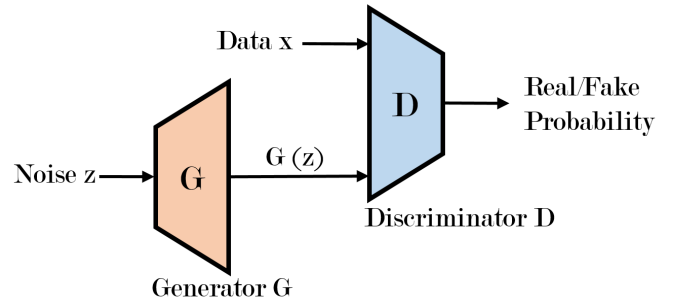 Data x
D
Real/Fake
Probability
Noise z
G
G (z)
Discriminator D
Generator G